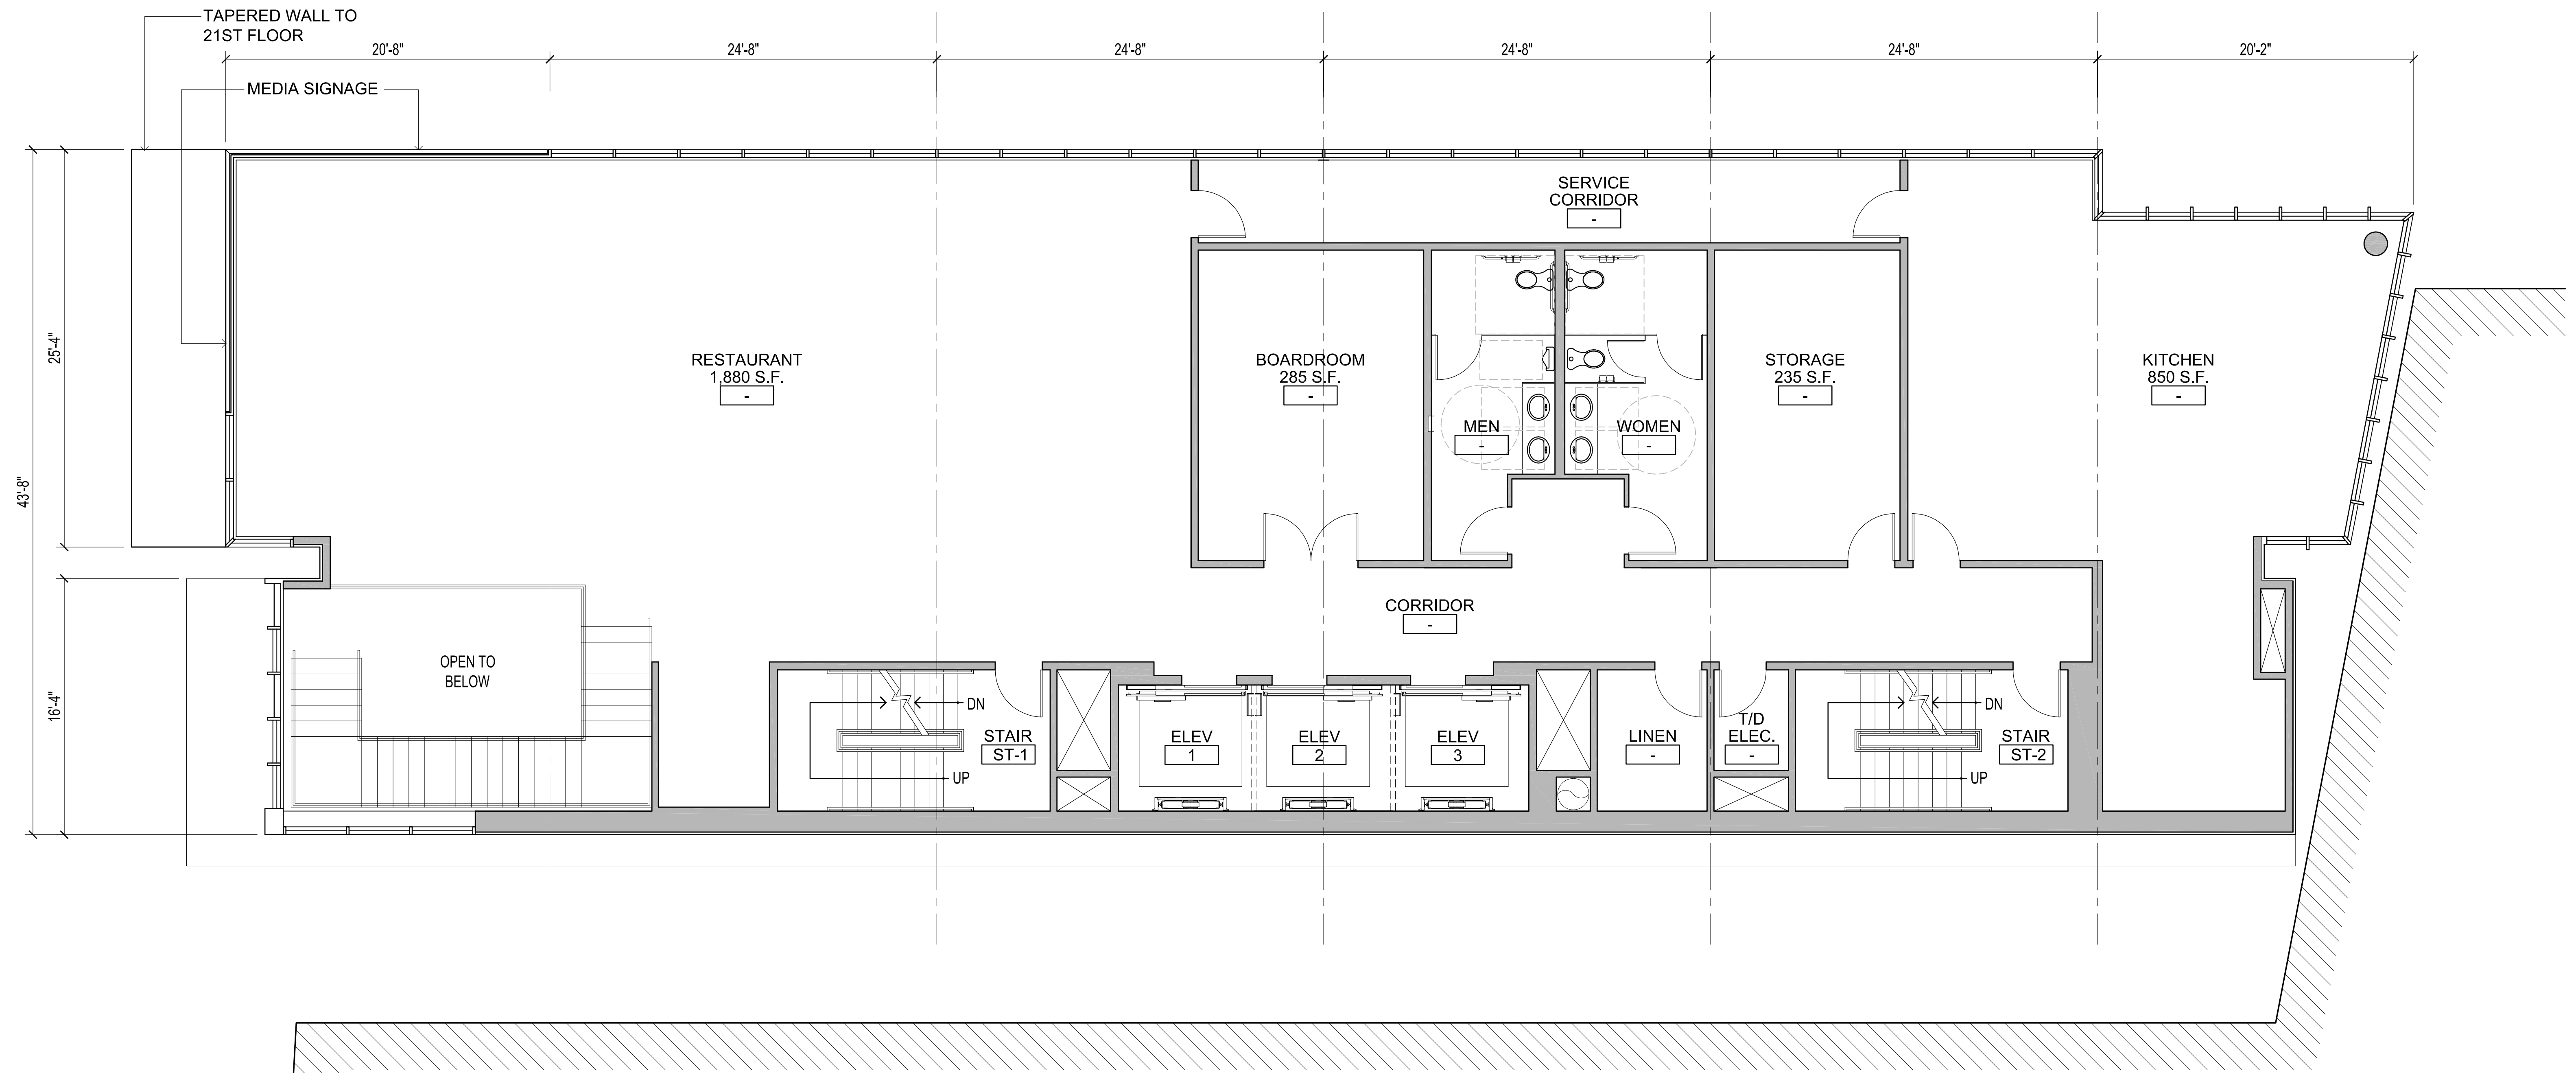 TAPERED WALL TO
21ST FLOOR
20'-8"
24'-8"
24'-8"
24'-8"
24'-8"
20'-2"
MEDIA SIGNAGE
SERVICE
CORRIDOR
-
25'-4"
43'-8"
16'-4"
RESTAURANT
1,880 S.F.
-
BOARDROOM
285 S.F.
-
MEN
-
WOMEN
-
STORAGE
235 S.F.
-
KITCHEN
850 S.F.
-
CORRIDOR
-
OPEN TO
BELOW
DN
UP
STAIR
ST-1
ELEV
1
ELEV
2
ELEV
3
LINEN
-
T/D
ELEC.
-
DN
UP
STAIR
ST-2